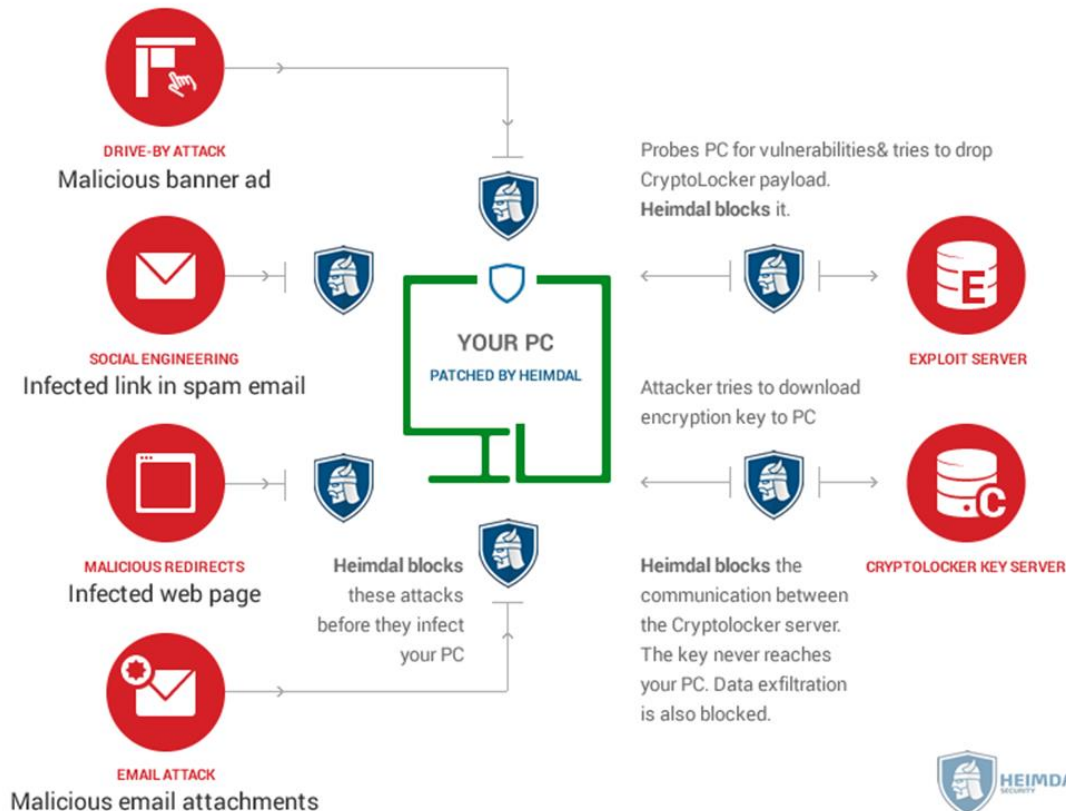 DRIVE-BY ATTACK
Malicious banner ad
SOCIAL ENGINEERING
Infected link in spam email
MALICIOUS REDIRECTS
Infected web page
EMAIL ATTACK
Malicious email attachments
Heimdal blocks
these attacks
before they infect
your PC
YOUR PC
PATCHED BY HEIMDAL
Probes PC for vulnerabilities& tries to drop
CryptoLocker payload.
Heimdal blocks it.
E
EXPLOIT SERVER
Attacker tries to download
encryption key to PC
C
CRYPTOLOCKER KEY SERVER
Heimdal blocks the
communication between
the Cryptolocker server.
The key never reaches
your PC. Data exfiltration
is also blocked.
HEIMDA
SECURITY